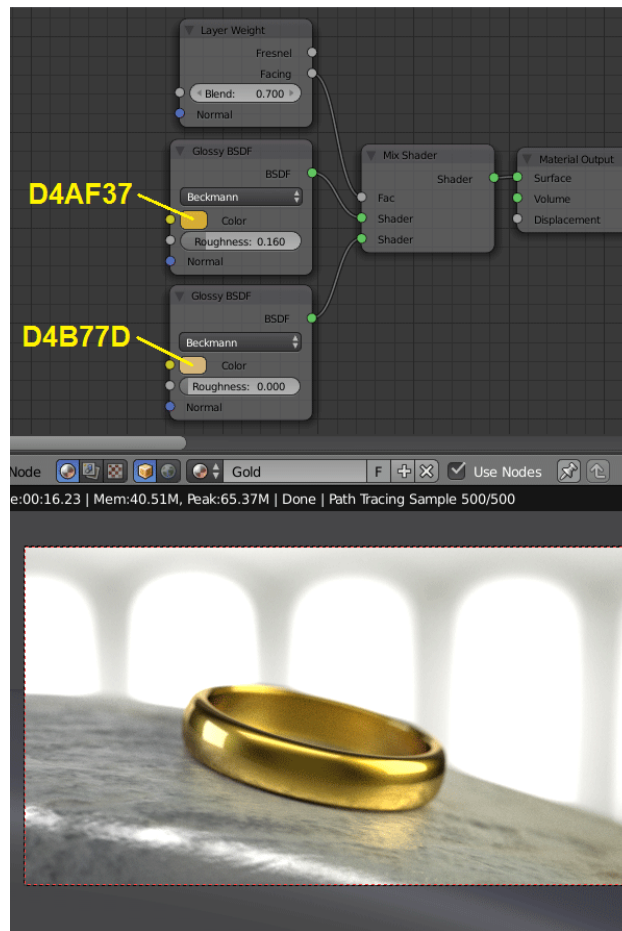 Layer Weight
Fresnel
Facing
Blend: 0.700
Normal
Glossy BSDF
BSDF
Beckmann
Color
Roughness: 0.160
Normal
D4AF37
Glossy BSDF
BSDF
Beckmann
Color
Roughness: 0.000
Normal
D4B77D
Mix Shader
Shader
Fac
Shader
Shader
Material Output
Surface
Volume
Displacement
Node Gold F Use Nodes
e:00:16.23 | Mem:40.51M, Peak:65.37M | Done | Path Tracing Sample 500/500